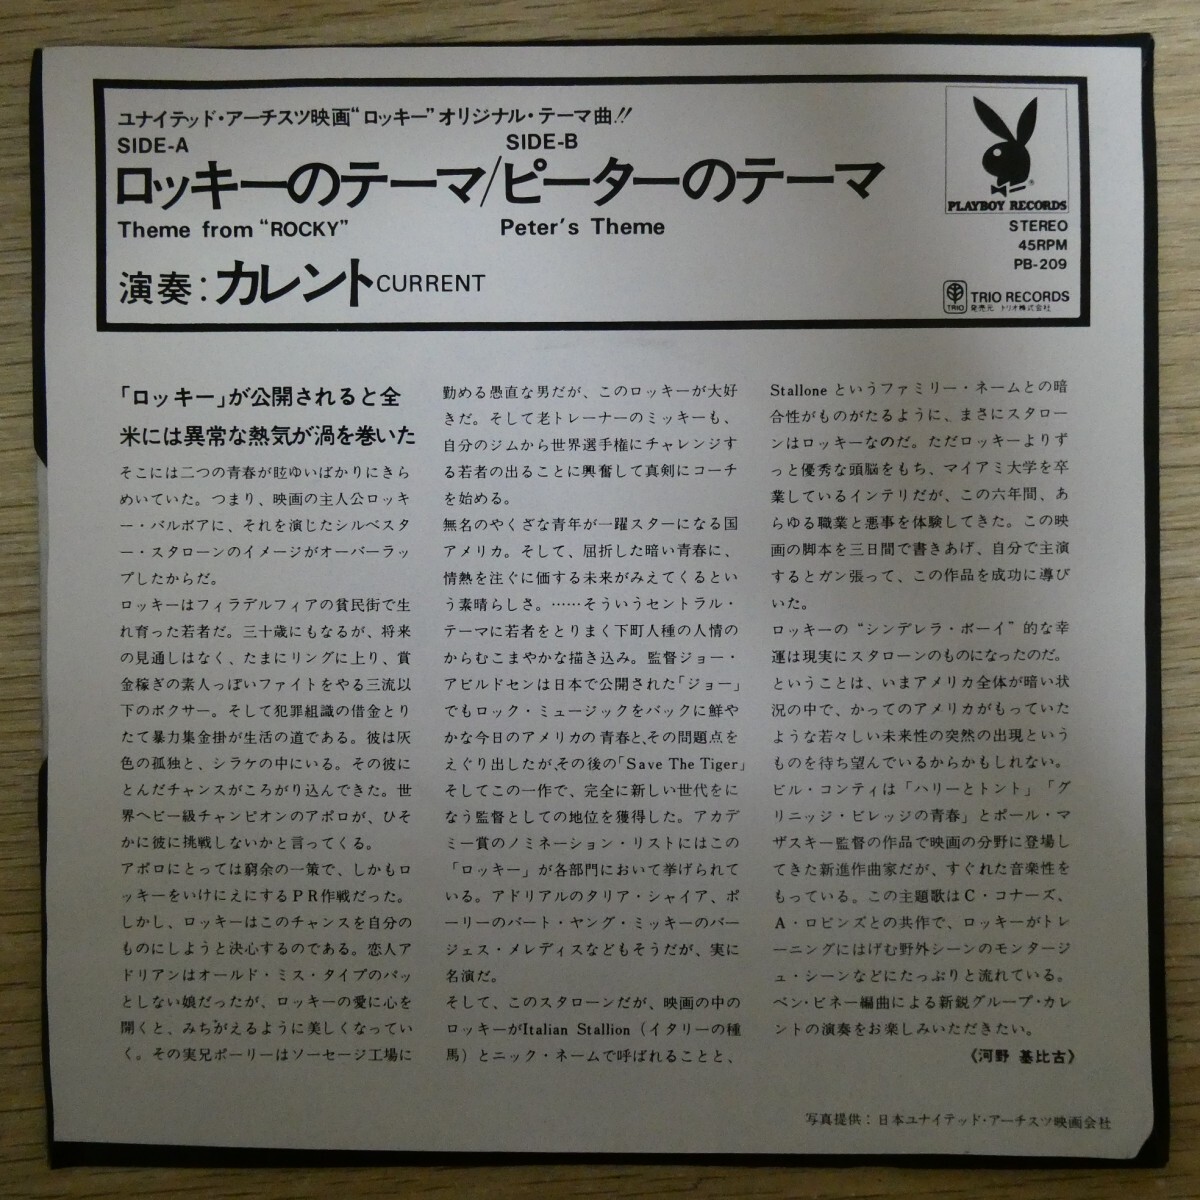 ユナイテッド・アーチスツ映画“ロッキー”オリジナル・テーマ曲!!
SIDE-A
SIDE-B
ロッキーのテーマ/ピーターのテーマ
Theme from “ROCKY”
Peter's Theme
演奏:カレントCURRENT
PLAYBOY RECORDS
STEREO
45RPM
PB-209
TRIO
TRIO RECORDS
発売元 トリオ株式会社
「ロッキー」が公開されると全
米には異常な熱気が渦を巻いた
そこには二つの青春が眩ゆいばかりにきら
めいていた。つまり、映画の主人公ロッキ
ー・バルボアに、それを演じたシルベスタ
ー・スタローンのイメージがオーバーラッ
プしたからだ。
ロッキーはフィラデルフィアの貧民街で生
れ育った若者だ。三十歳にもなるが、将来
の見通しはなく、たまにリングに上り、賞
金稼ぎの素人っぽいファイトをやる三流以
下のボクサー。そして犯罪組織の借金とり
たて暴力集金掛が生活の道である。彼は灰
色の孤独と、シラケの中にいる。その彼に
とんだチャンスがころがり込んできた。世
界ヘビー級チャンピオンのアポロが、ひそ
かに彼に挑戦しないかと言ってくる。
アポロにとっては窮余の一策で、しかもロ
ッキーをいけにえにするPR作戦だった。
しかし、ロッキーはこのチャンスを自分の
ものにしようと決心するのである。恋人ア
ドリアンはオールド・ミス・タイプのパッ
としない娘だったが、ロッキーの愛に心を
開くと、みちがえるように美しくなってい
く。その実兄ポーリーはソーセージ工場に
勤める愚直な男だが、このロッキーが大好
きだ。そして老トレーナーのミッキーも、
自分のジムから世界選手権にチャレンジす
る若者の出ることに興奮して真剣にコーチ
を始める。
無名のやくざな青年が一躍スターになる国
アメリカ。そして、屈折した暗い青春に、
情熱を注ぐに価する未来がみえてくるとい
う素晴らしさ。……そういうセントラル・
テーマに若者をとりまく下町人種の人情の
からむこまやかな描き込み。監督ジョー・
アビルドセンは日本で公開された「ジョー」
でもロック・ミュージックをバックに鮮や
かな今日のアメリカの青春と、その問題点を
えぐり出したが、その後の「Save The Tiger」
そしてこの一作で、完全に新しい世代をに
なう監督としての地位を獲得した。アカデ
ミー賞のノミネーション・リストにはこの
「ロッキー」が各部門において挙げられて
いる。アドリアルのタリア・シャイア、ポ
ーリーのバート・ヤング・ミッキーのバー
ジェス・メレディスなどもそうだが、実に
名演だ。
そして、このスタローンだが、映画の中の
ロッキーがItalian Stallion（イタリーの種
馬）とニック・ネームで呼ばれることと、
Stalloneというファミリー・ネームとの暗
合性がものがたるように、まさにスタロー
ンはロッキーなのだ。ただロッキーよりず
っと優秀な頭脳をもち、マイアミ大学を卒
業しているインテリだが、この六年間、あ
らゆる職業と悪事を体験してきた。この映
画の脚本を三日間で書きあげ、自分で主演
するとガン張って、この作品を成功に導び
いた。
ロッキーの“シンデレラ・ボーイ”的な幸
運は現実にスタローンのものになったのだ。
ということは、いまアメリカ全体が暗い状
況の中で、かってのアメリカがもっていた
ような若々しい未来性の突然の出現という
ものを待ち望んでいるからかもしれない。
ビル・コンティは「ハリーとトント」「グ
リニッジ・ビレッジの青春」とポール・マ
ザスキー監督の作品で映画の分野に登場し
てきた新進作曲家だが、すぐれた音楽性を
もっている。この主題歌はC・コナーズ、
A・ロビンズとの共作で、ロッキーがトレ
ーニングにはげむ野外シーンのモンタージ
ュ・シーンなどにたっぷりと流れている。
ベン・ピネー編曲による新鋭グループ・カレ
ントの演奏をお楽しみいただきたい。
《河野 基比古》
写真提供：日本ユナイテッド・アーチスツ映画会社